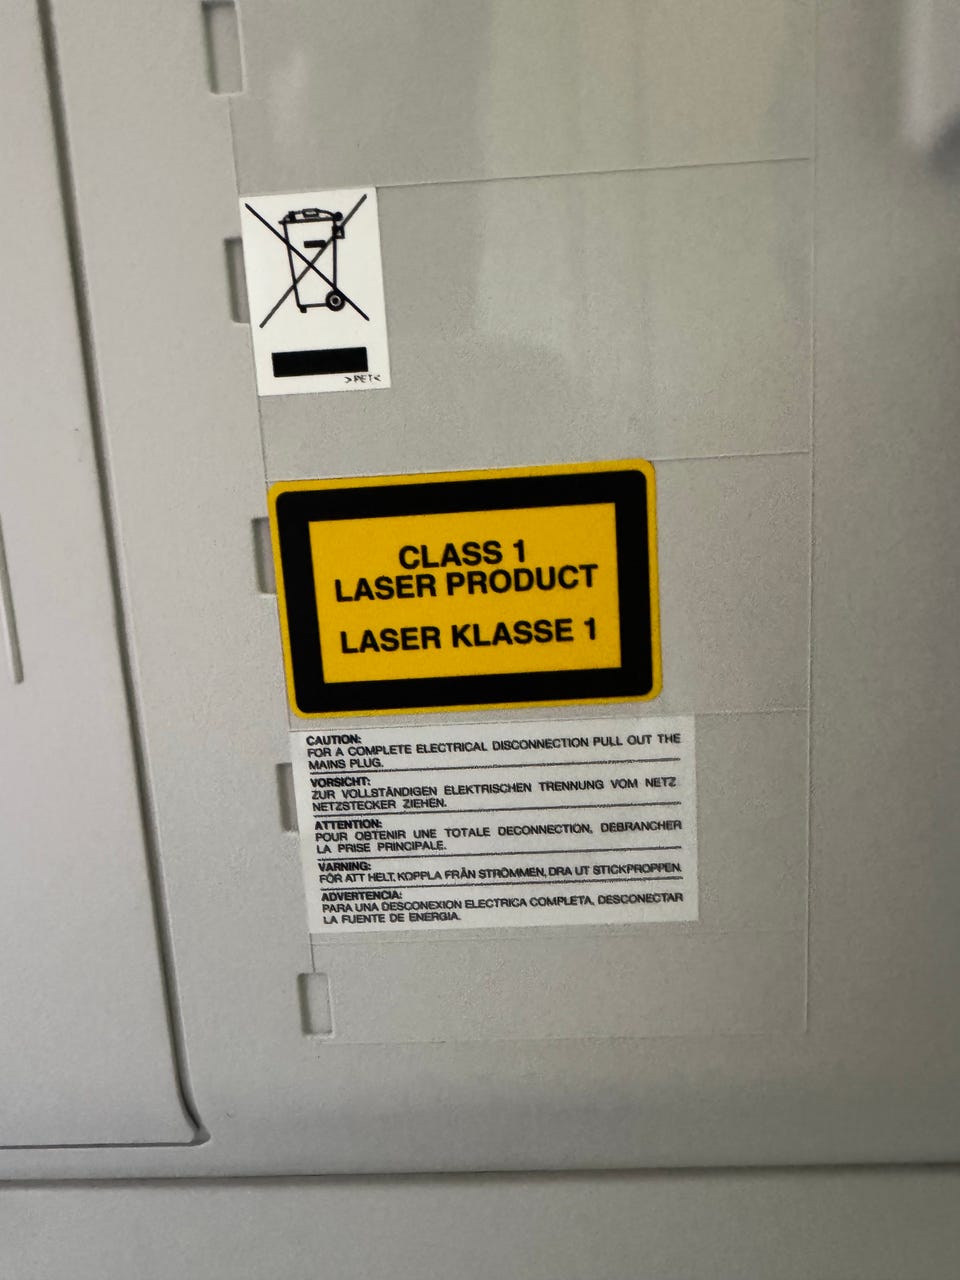 >PET<
CLASS 1
LASER PRODUCT
LASER KLASSE 1
CAUTION:
FOR A COMPLETE ELECTRICAL DISCONNECTION PULL OUT THE
MAINS PLUG.
VORSICHT:
ZUR VOLLSTÄNDIGEN ELEKTRISCHEN TRENNUNG VOM NETZ
NETZSTECKER ZIEHEN.
ATTENTION:
POUR OBTENIR UNE TOTALE DECONNECTION, DEBRANCHER
LA PRISE PRINCIPALE.
VARNING:
FÖR ATT HELT KOPPLA FRÅN STRÖMMEN, DRA UT STICKPROPPEN.
ADVERTENCIA:
PARA UNA DESCONEXION ELECTRICA COMPLETA, DESCONECTAR
LA FUENTE DE ENERGIA.